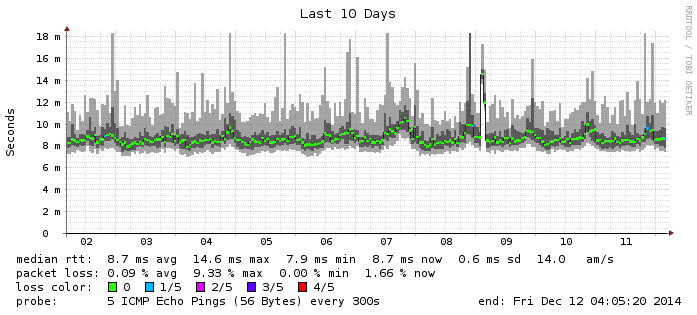 Last 10 Days
RRDTOOL / TOBI OETIKER
Seconds
18 m
16 m
14 m
12 m
10 m
8 m
6 m
4 m
2 m
0
02 03 04 05 06 07 08 09 10 11
median rtt: 8.7 ms avg 14.6 ms max 7.9 ms min 8.7 ms now 0.6 ms sd 14.0 am/s
packet loss: 0.09 % avg 9.33 % max 0.00 % min 1.66 % now
loss color: 0 1/5 2/5 3/5 4/5
probe: 5 ICMP Echo Pings (56 Bytes) every 300s end: Fri Dec 12 04:05:20 2014